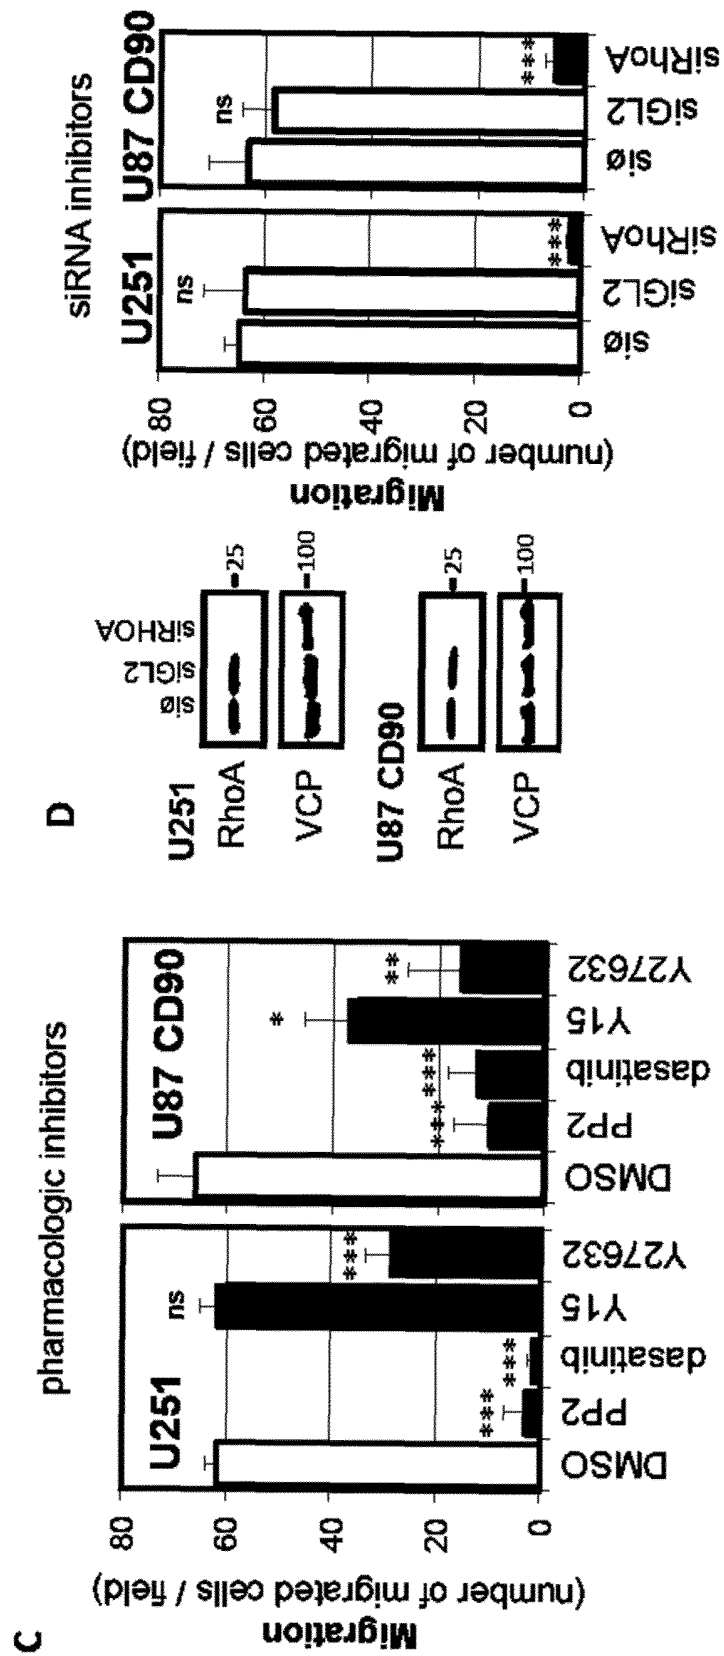 C
pharmacologic inhibitors
Migration
(number of migrated cells / field)
80
60
40
20
0
U251
ns
***
***
***
DMSO
PP2
dasatinib
Y15
Y27632
U87 CD90
***
***
*
**
DMSO
PP2
dasatinib
Y15
Y27632
D
siø
siGL2
siRHOA
U251
RhoA
25
VCP
100
U87 CD90
RhoA
25
VCP
100
siRNA inhibitors
Migration
(number of migrated cells / field)
80
60
40
20
0
U251
ns
***
siø
siGL2
siRhoA
U87 CD90
ns
***
siø
siGL2
siRhoA